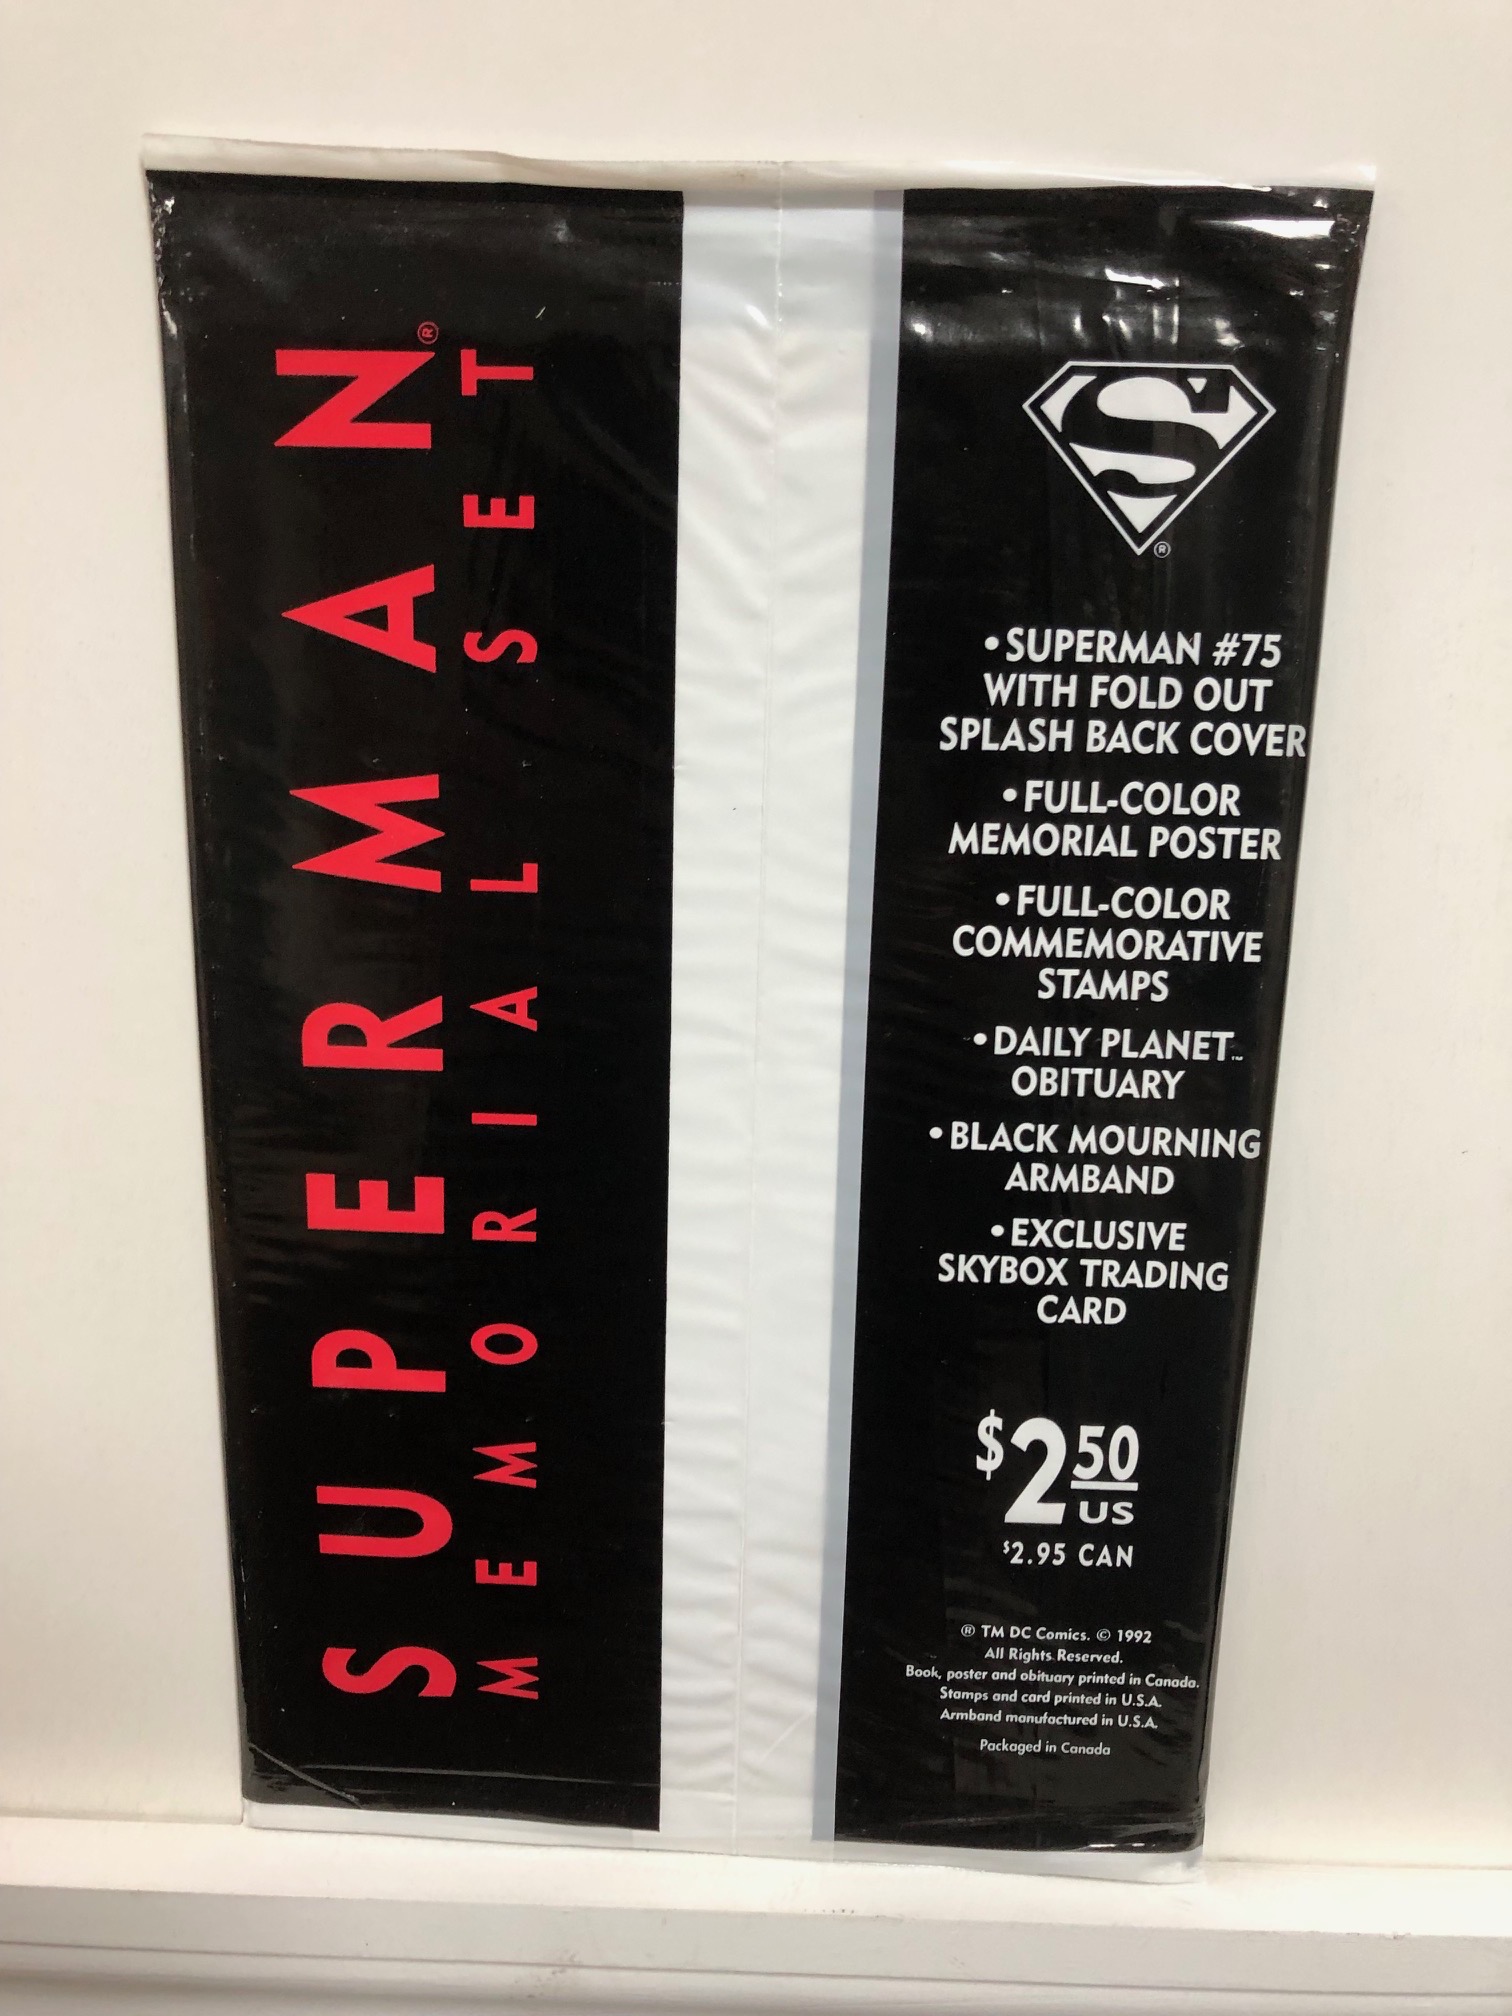 SUPERMAN®
MEMORIAL SET
S
®
•SUPERMAN #75
WITH FOLD OUT
SPLASH BACK COVER
•FULL-COLOR
MEMORIAL POSTER
•FULL-COLOR
COMMEMORATIVE
STAMPS
•DAILY PLANET™
OBITUARY
•BLACK MOURNING
ARMBAND
•EXCLUSIVE
SKYBOX TRADING
CARD
$2 50
US
$2.95 CAN
® TM DC Comics. © 1992
All Rights Reserved.
Book, poster and obituary printed in Canada.
Stamps and card printed in U.S.A.
Armband manufactured in U.S.A.
Packaged in Canada